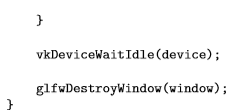 }
vkDeviceWaitIdle(device);
glfwDestroyWindow(window);
}